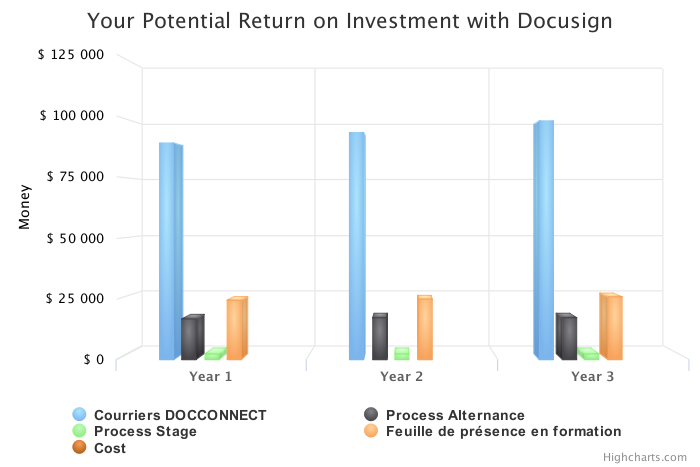 Your Potential Return on Investment with Docusign
$ 125 000
$ 100 000
$ 75 000
$ 50 000
$ 25 000
$ 0
Money
Year 1
Year 2
Year 3
Courriers DOCCONNECT
Process Alternance
Process Stage
Feuille de présence en formation
Cost
Highcharts.com